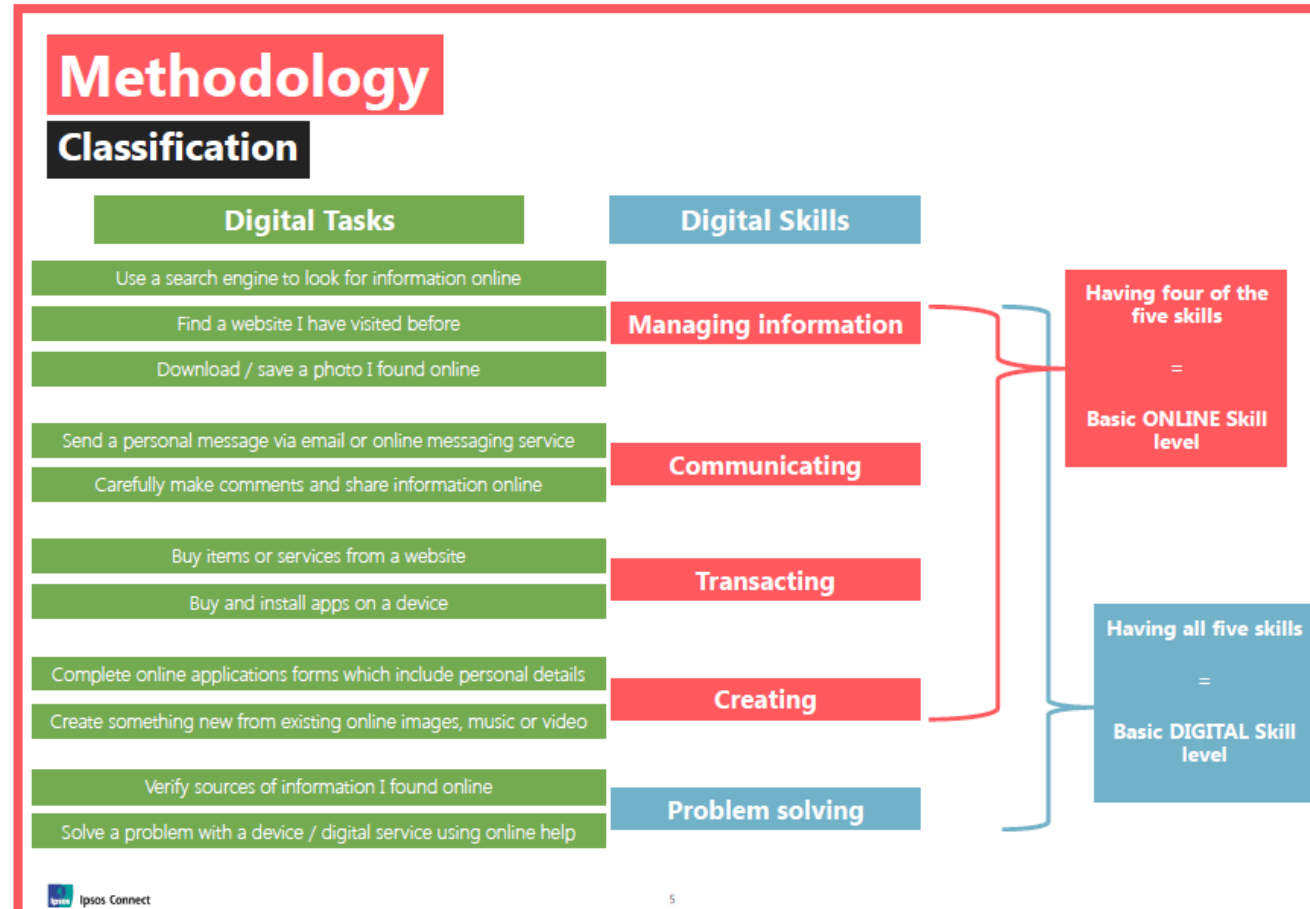 Methodology
Classification
Digital Tasks
Digital Skills
Use a search engine to look for information online
Find a website I have visited before
Download / save a photo I found online
Managing information
Send a personal message via email or online messaging service
Carefully make comments and share information online
Communicating
Buy items or services from a website
Buy and install apps on a device
Transacting
Complete online applications forms which include personal details
Create something new from existing online images, music or video
Creating
Verify sources of information I found online
Solve a problem with a device / digital service using online help
Problem solving
Having four of the
five skills
=
Basic ONLINE Skill
level
Having all five skills
=
Basic DIGITAL Skill
level
Ipsos
Ipsos Connect
5